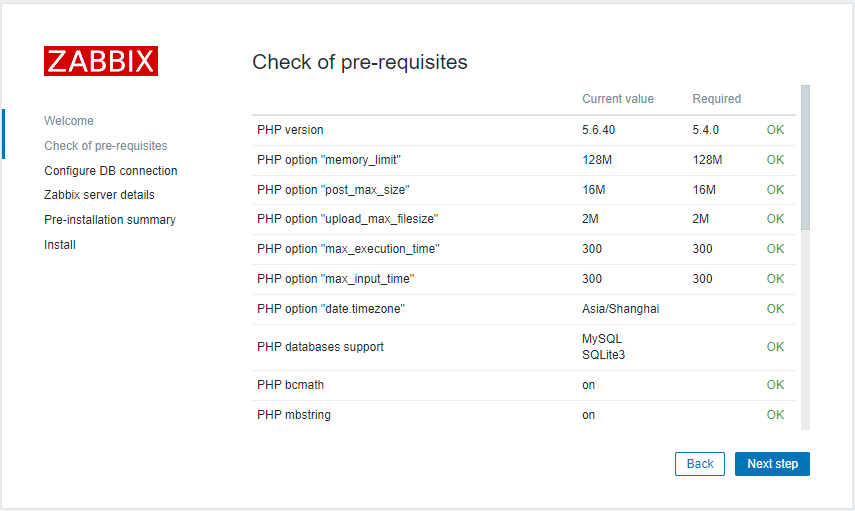 ZABBIX
Welcome
Check of pre-requisites
Configure DB connection
Zabbix server details
Pre-installation summary
Install
Check of pre-requisites
Current value Required
PHP version 5.6.40 5.4.0 OK
PHP option "memory_limit" 128M 128M OK
PHP option "post_max_size" 16M 16M OK
PHP option "upload_max_filesize" 2M 2M OK
PHP option "max_execution_time" 300 300 OK
PHP option "max_input_time" 300 300 OK
PHP option "date.timezone" Asia/Shanghai OK
PHP databases support MySQL
SQLite3 OK
PHP bcmath on OK
PHP mbstring on OK
Back Next step